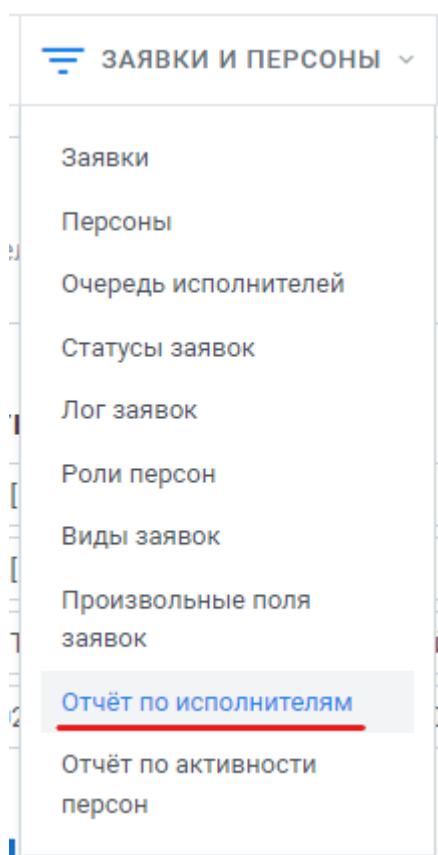 ЗАЯВКИ И ПЕРСОНЫ
Заявки
Персоны
Очередь исполнителей
Статусы заявок
Лог заявок
Роли персон
Виды заявок
Произвольные поля
заявок
Отчёт по исполнителям
Отчёт по активности
персон